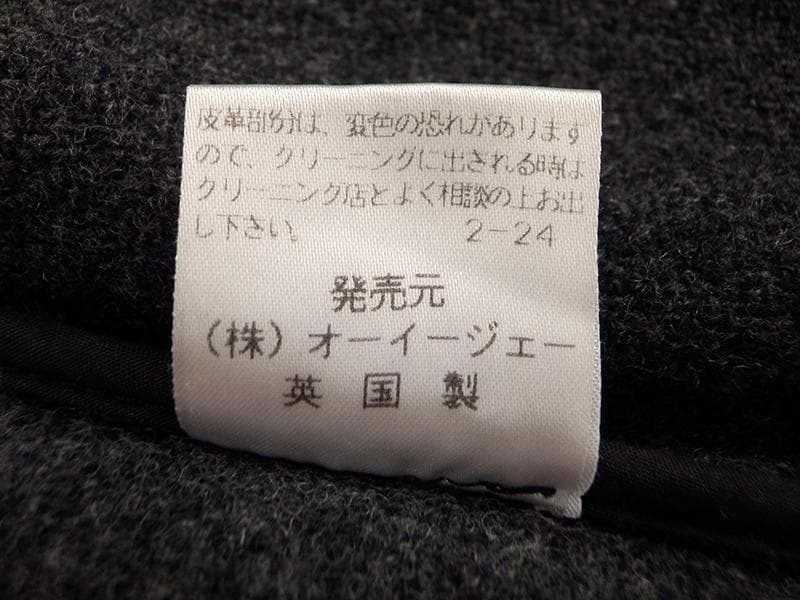 皮革部分は、変色の恐れがあります
ので、クリーニングに出される時は
クリーニング店とよく相談の上お出
し下さい。 2-24
発売元
(株)オーイージェー
英国製